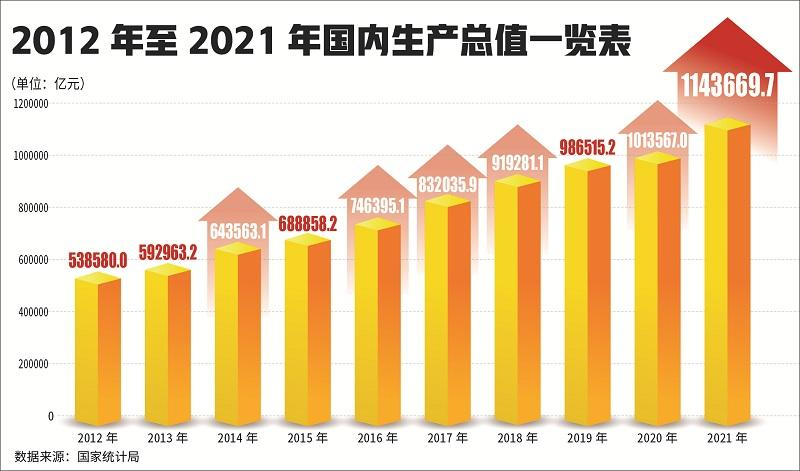 2012 年至 2021 年国内生产总值一览表
(单位：亿元)
1200000
1000000
800000
600000
400000
200000
0
538580.0
592963.2
643563.1
688858.2
746395.1
832035.9
919281.1
986515.2
1013567.0
1143669.7
2012 年
2013 年
2014 年
2015 年
2016 年
2017 年
2018 年
2019 年
2020 年
2021 年
数据来源：国家统计局